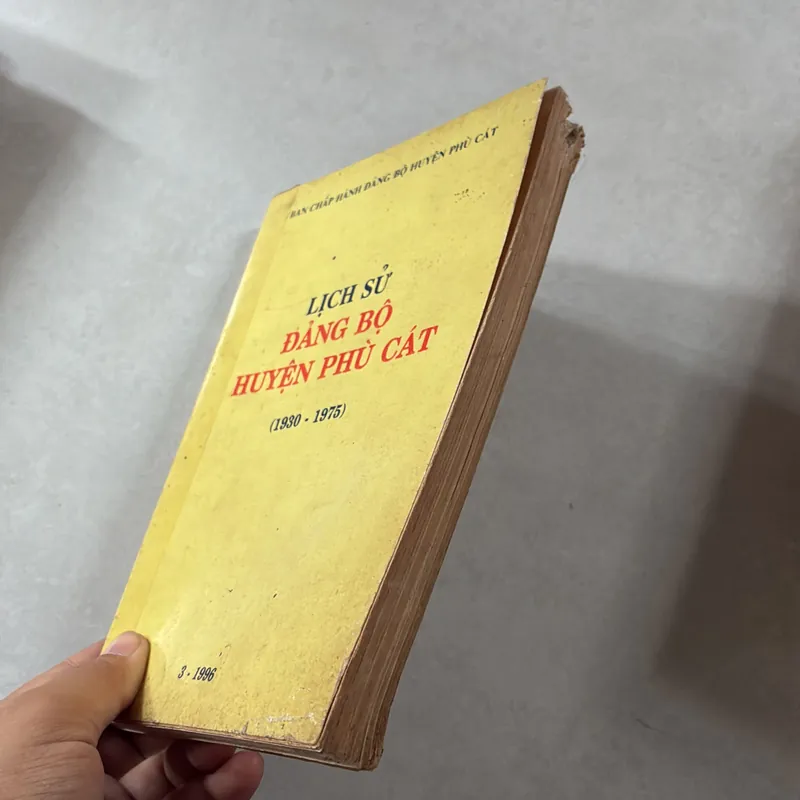 BAN CHẤP HÀNH ĐẢNG BỘ HUYỆN PHÙ CÁT
LỊCH SỬ
ĐẢNG BỘ
HUYỆN PHÙ CÁT
(1930 - 1975)
3 - 1996